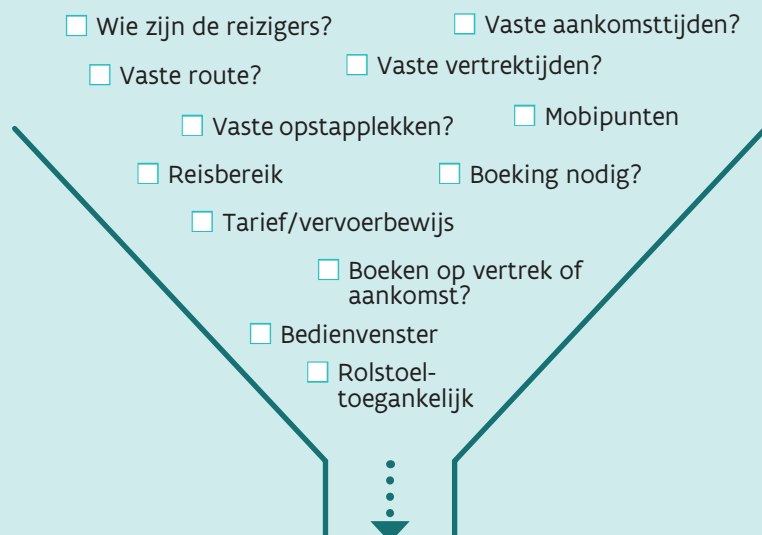 Wie zijn de reizigers?
Vaste aankomsttijden?
Vaste route?
Vaste vertrektijden?
Vaste opstapplekken?
Mobipunten
Reisbereik
Boeking nodig?
Tarief/vervoerbewijs
Boeken op vertrek of
aankomst?
Bedienvenster
Rolstoel-
toegankelijk